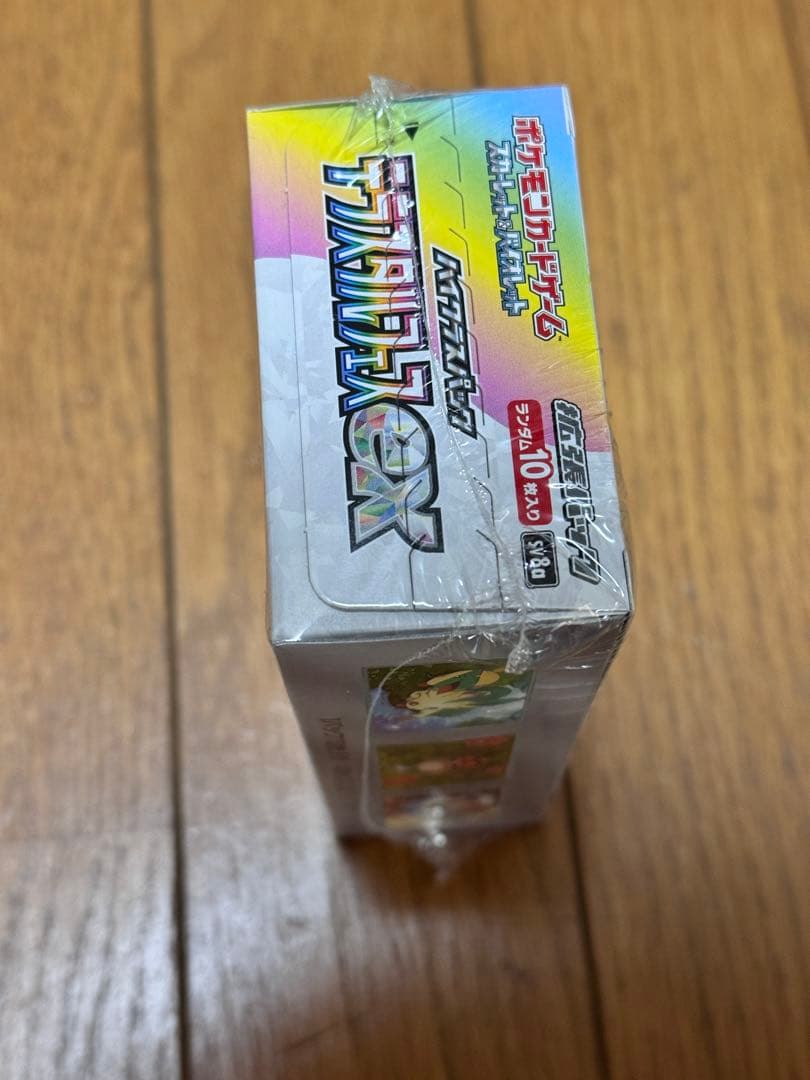 ポケモンカードゲーム
スカーレット&バイオレット
拡張パック
ランダム10枚入り
SV8a
ハイクラスパック
テラスタルフェスex